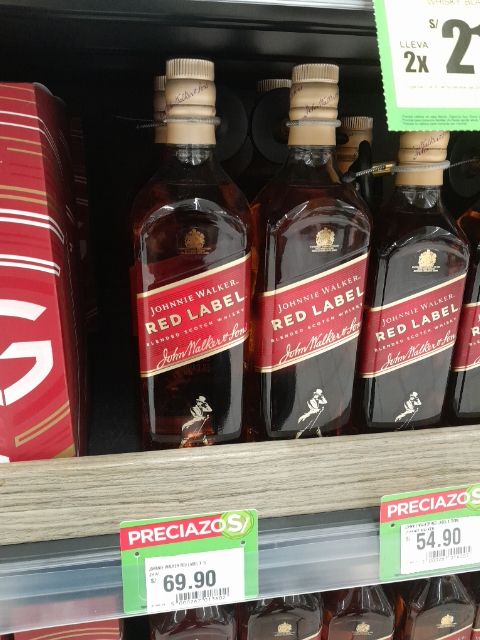 S/
LLEVA
2x
JOHNNIE WALKER
RED LABEL
BLENDED SCOTCH WHISKY
John Walker & Sons
JOHNNIE WALKER
RED LABEL
BLENDED SCOTCH WHISKY
John Walker & Sons
JOHNNIE WALKER
RED LABEL
BLENDED SCOTCH WHISKY
John Walker & Sons
G
PRECIAZOS/
S/ 69.90
PRECIAZOS/
S/ 54.90